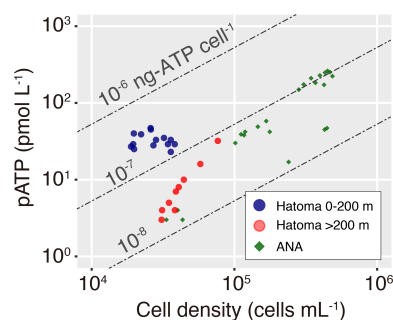 10³
10⁻⁶ ng-ATP cell⁻¹
10²
pATP (pmol L⁻¹)
10⁻⁷
10¹
10⁻⁸
Hatoma 0-200 m
Hatoma >200 m
ANA
10⁰
10⁴
10⁵
10⁶
Cell density (cells mL⁻¹)